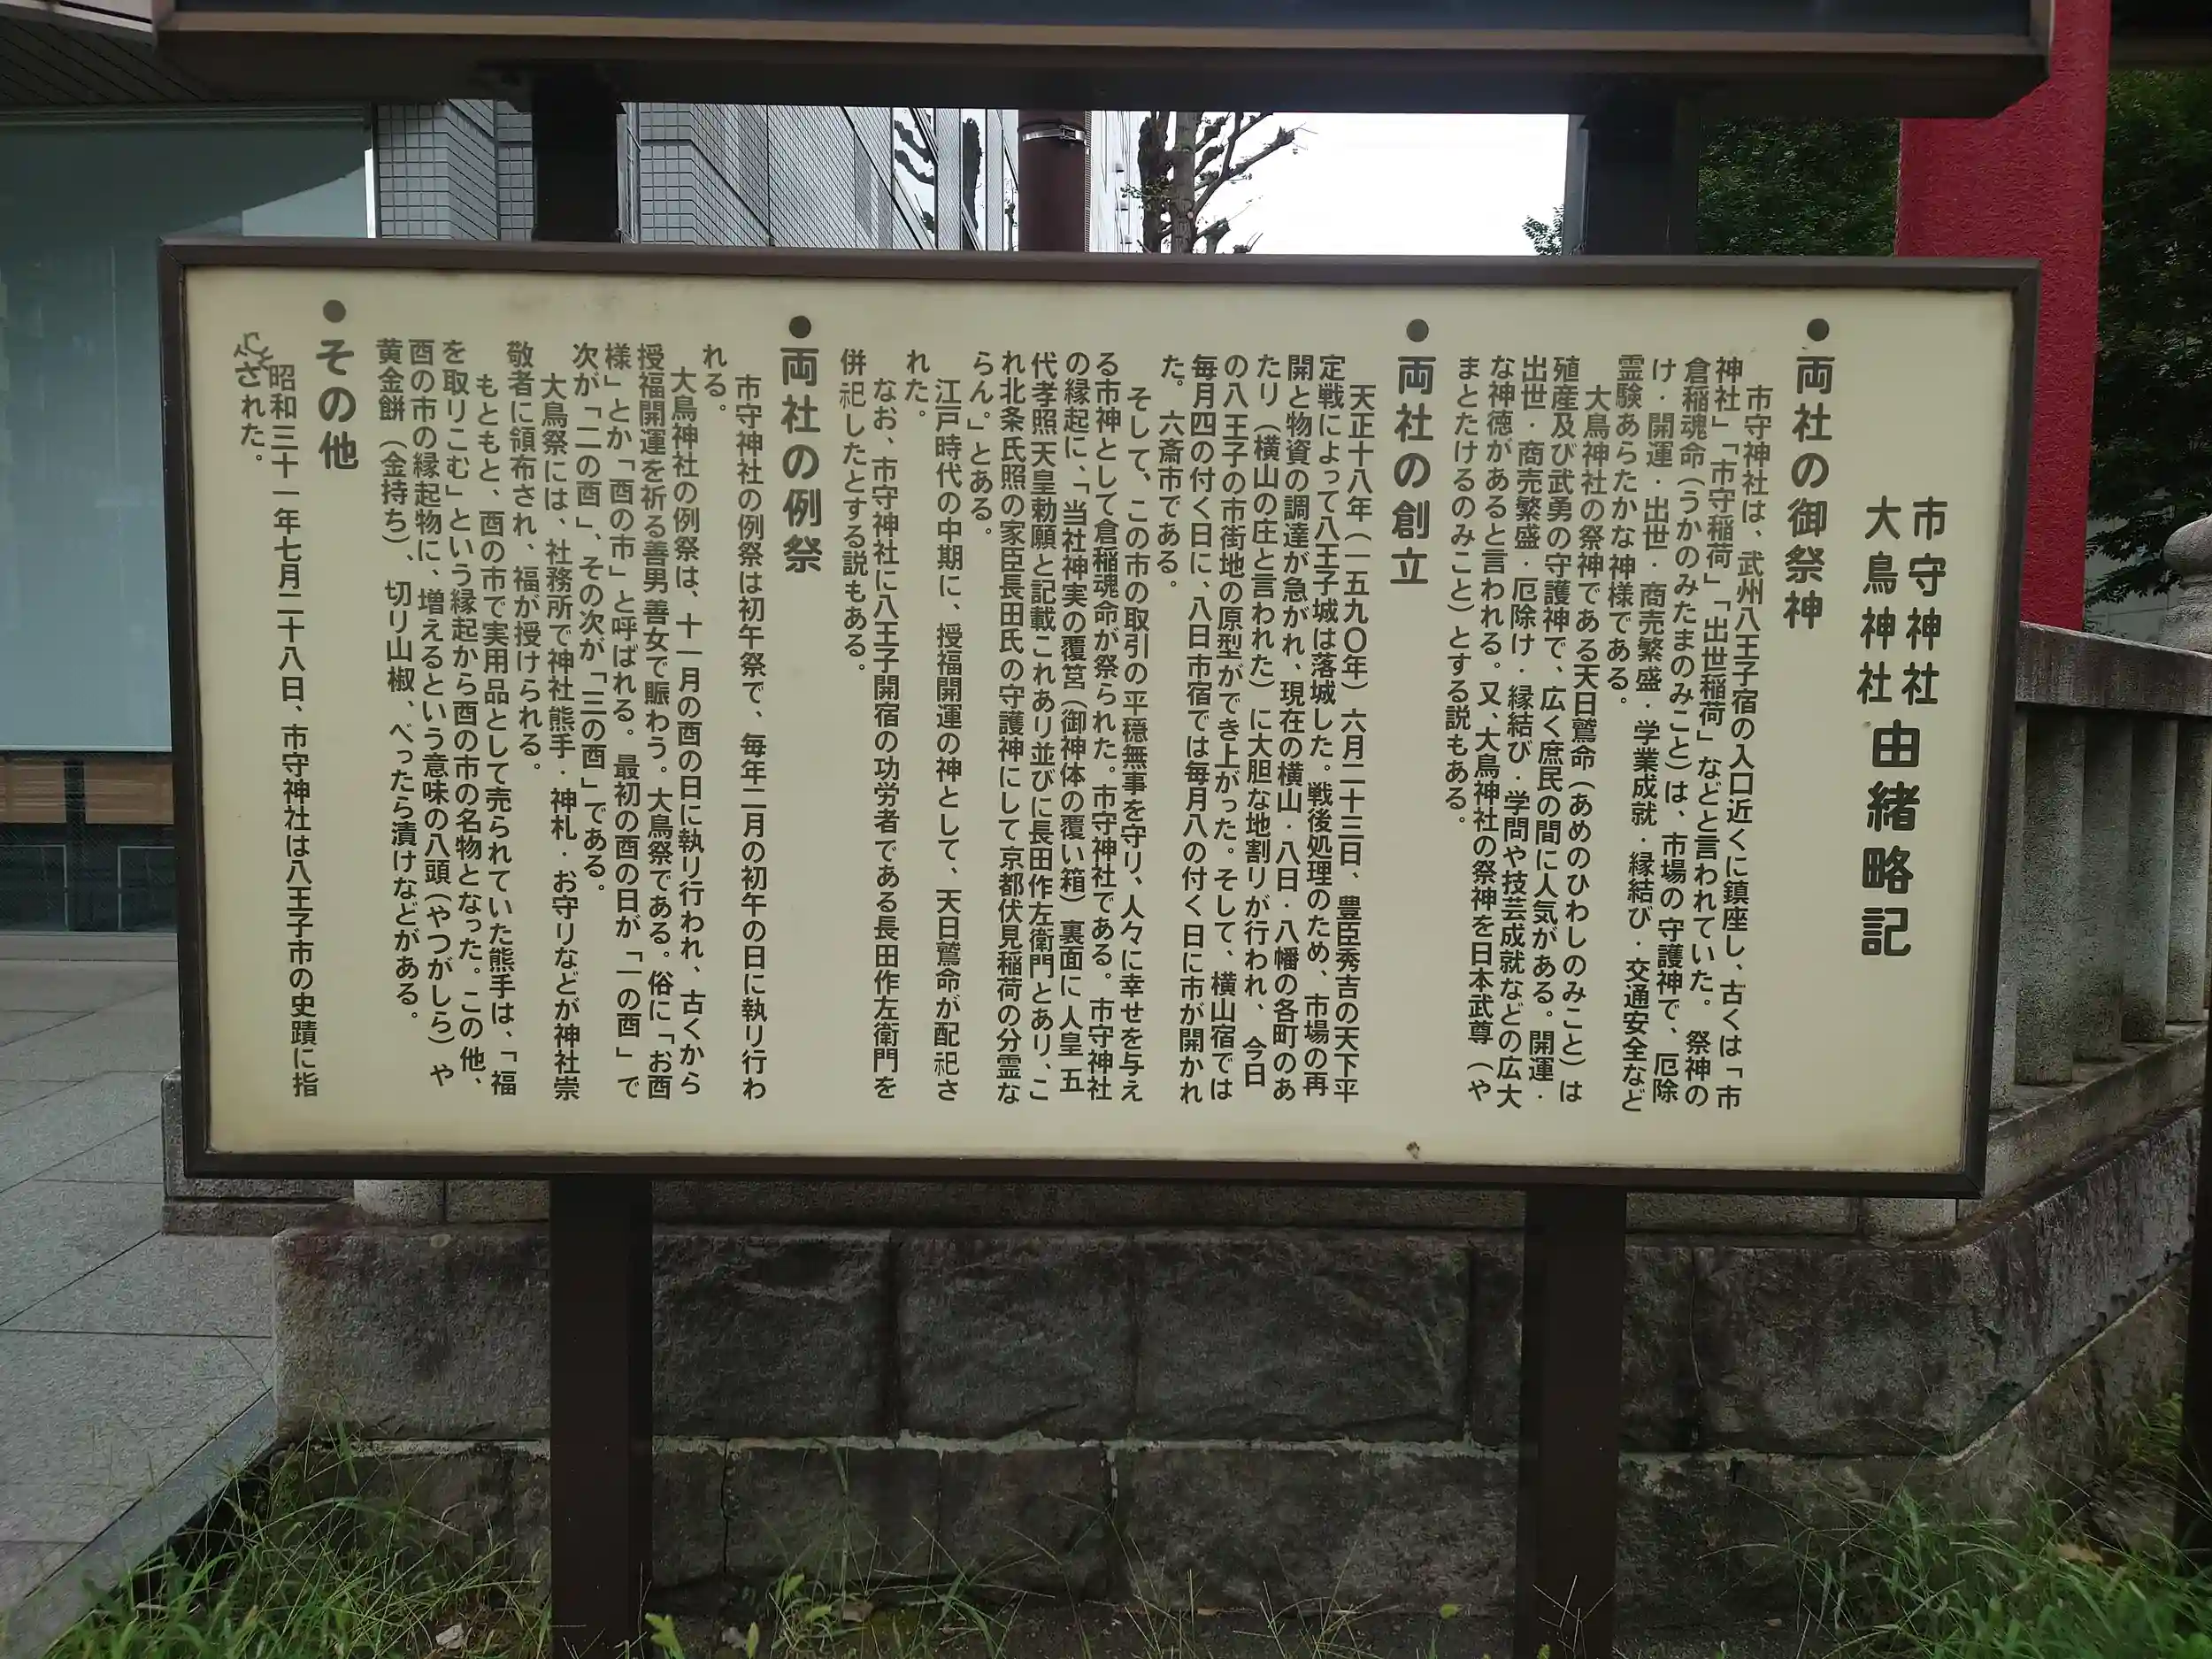 市守神社
大鳥神社
由緒略記
●両社の御祭神
市守神社は、武州八王子宿の入口近くに鎮座し、古くは「市
神社」「市守稲荷」「出世稲荷」などと言われていた。祭神の
倉稲魂命(うかのみたまのみこと)は、市場の守護神で、厄除
け・開運・出世・商売繁盛・学業成就・縁結び・交通安全など
霊験あらたかな神様である。
大鳥神社の祭神である天日鷲命(あめのひわしのみこと)は
殖産及び武勇の守護神で、広く庶民の間に人気がある。開運・
出世・商売繁盛・厄除け・縁結び・学問や技芸成就などの広大
な神徳があると言われる。又、大鳥神社の祭神を日本武尊(や
まとたけるのみこと)とする説もある。
●両社の創立
天正十八年(一五九〇年)六月二十三日、豊臣秀吉の天下平
定戦によって八王子城は落城した。戦後処理のため、市場の再
開と物資の調達が急がれ、現在の横山・八日・八幡の各町のあ
たり(横山の庄と言われた)に大胆な地割りが行われ、今日
の八王子の市街地の原型ができ上がった。そして、横山宿では
毎月四の付く日に、八日市宿では毎月八の付く日に市が開かれ
た。六斎市である。
そして、この市の取引の平穏無事を守り、人々に幸せを与え
る市神として倉稲魂命が祭られた。市守神社である。市守神社
の縁起に、「当社神実の覆筥(御神体の覆い箱)裏面に人皇五
代孝照天皇勅願と記載これあり並びに長田作左衛門とあり、こ
れ北条氏照の家臣長田氏の守護神にして京都伏見稲荷の分霊な
らん。」とある。
江戸時代の中期に、授福開運の神として、天日鷲命が配祀さ
れた。
なお、市守神社に八王子開宿の功労者である長田作左衛門を
併祀したとする説もある。
●両社の例祭
市守神社の例祭は初午祭で、毎年二月の初午の日に執り行わ
れる。
大鳥神社の例祭は、十一月の酉の日に執り行われ、古くから
授福開運を祈る善男善女で賑わう。大鳥祭である。俗に「お酉
様」とか「酉の市」と呼ばれる。最初の酉の日が「一の酉」で
次が「二の酉」、その次が「三の酉」である。
大鳥祭には、社務所で神社熊手・神札・お守りなどが神社崇
敬者に領布され、福が授けられる。
もともと、酉の市で実用品として売られていた熊手は、「福
を取りこむ」という縁起から酉の市の名物となった。この他、
酉の市の縁起物に、増えるという意味の八頭(やつがしら)や
黄金餅(金持ち)、切り山椒、べったら漬けなどがある。
●その他
昭和三十一年七月二十八日、市守神社は八王子市の史蹟に指
された。